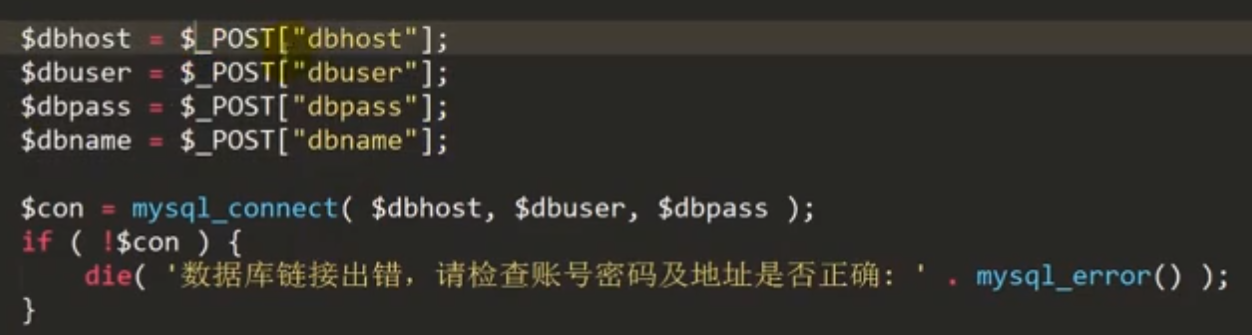 $dbhost = $_POST["dbhost"];
$dbuser = $_POST["dbuser"];
$dbpass = $_POST["dbpass"];
$dbname = $_POST["dbname"];
$con = mysql_connect( $dbhost, $dbuser, $dbpass );
if ( !$con ) {
die( '数据库链接出错，请检查账号密码及地址是否正确: ' . mysql_error() );
}